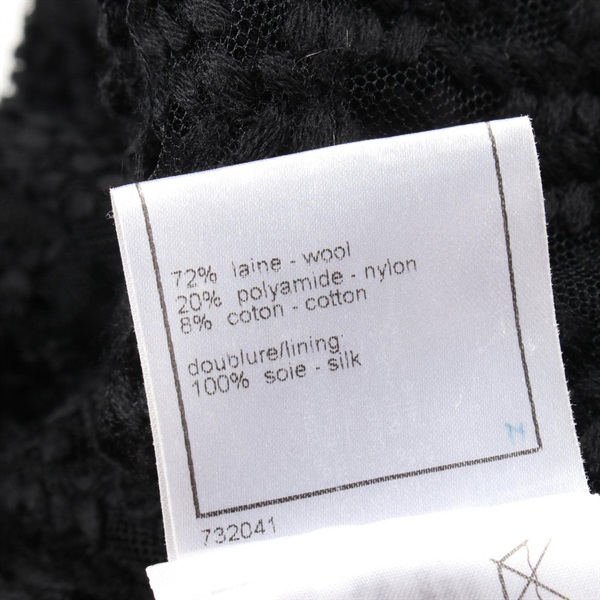 72% laine - wool
20% polyamide - nylon
8% coton - cotton
doublure/lining:
100% soie - silk
N
732041